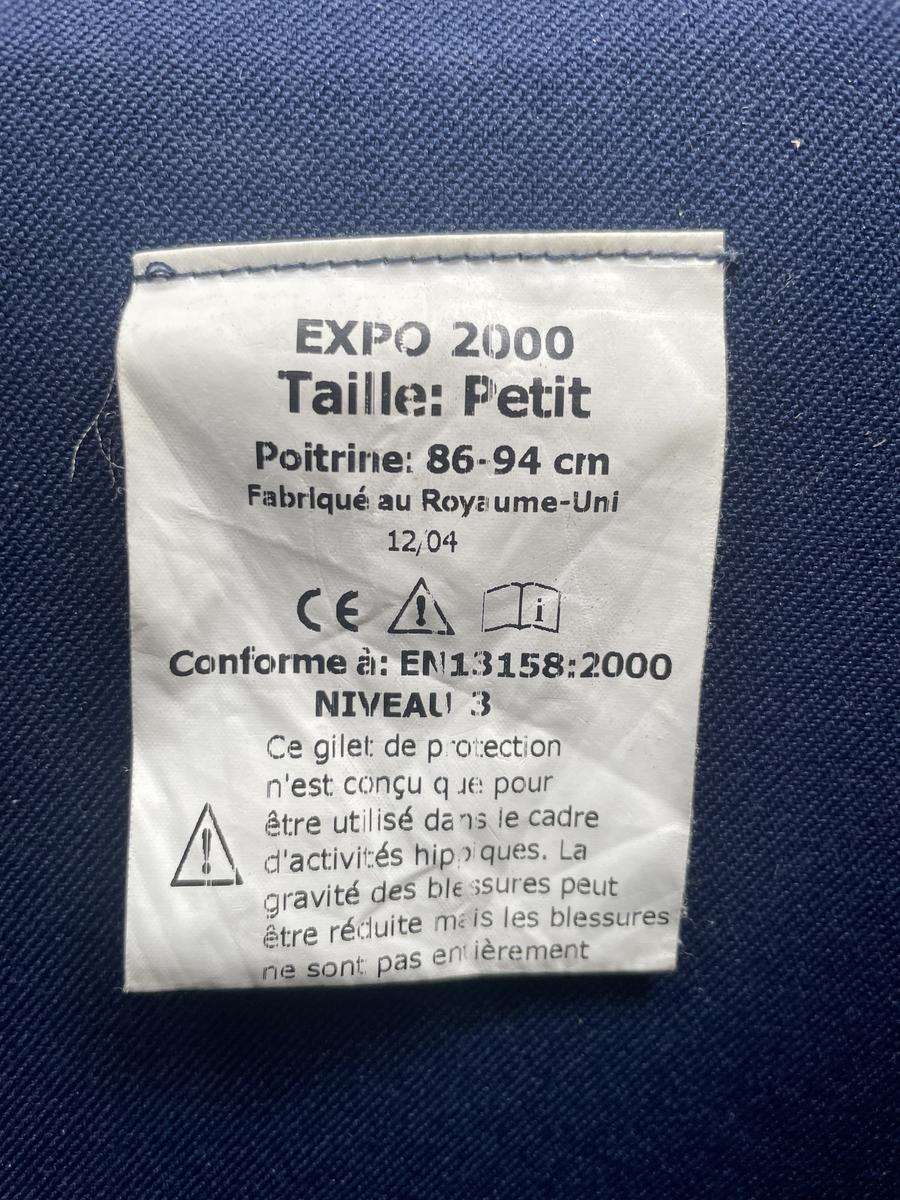 EXPO 2000
Taille: Petit
Poitrine: 86-94 cm
Fabriqué au Royaume-Uni
12/04
CE
Conforme à: EN13158:2000
NIVEAU 3
Ce gilet de protection
n'est conçu que pour
être utilisé dans le cadre
d'activités hippiques. La
gravité des blessures peut
être réduite mais les blessures
ne sont pas entièrement